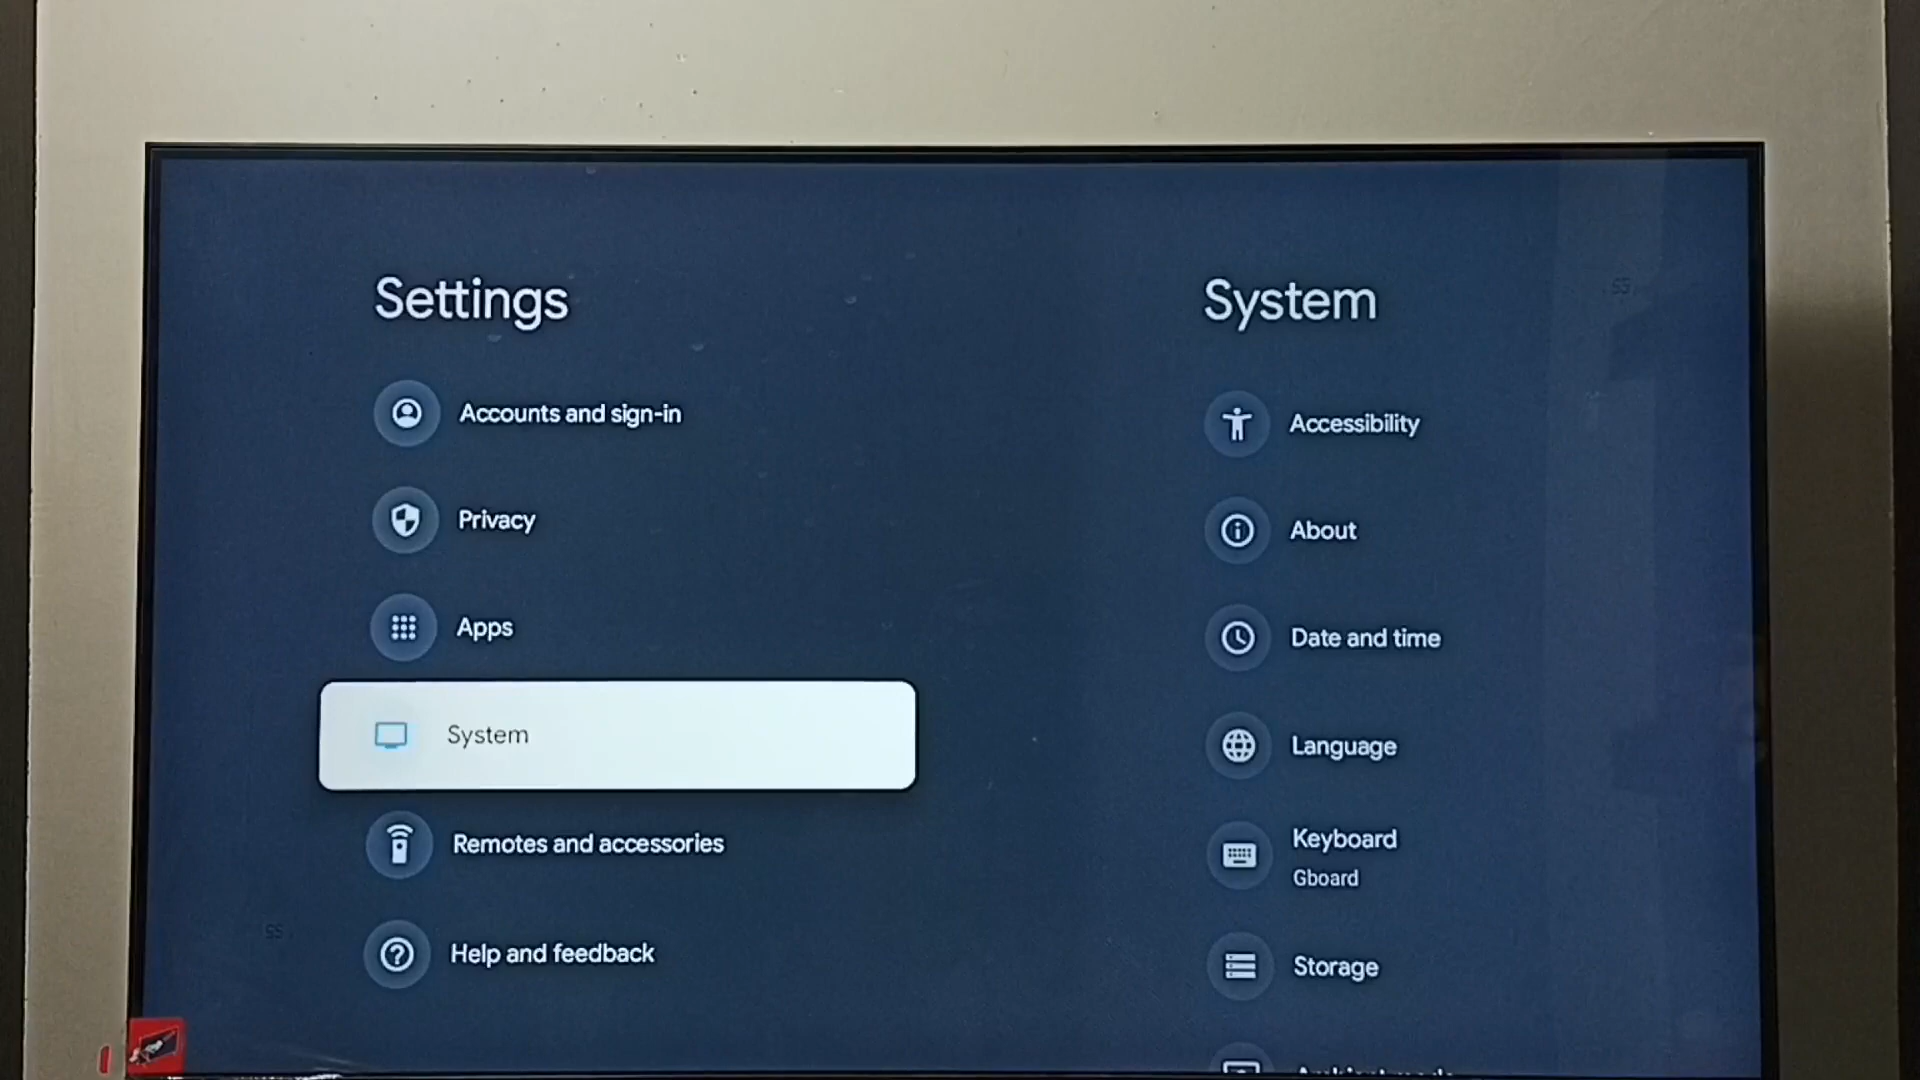 Settings
Accounts and sign-in
Privacy
Apps
System
Remotes and accessories
Help and feedback
System
Accessibility
About
Date and time
Language
Keyboard
Gboard
Storage